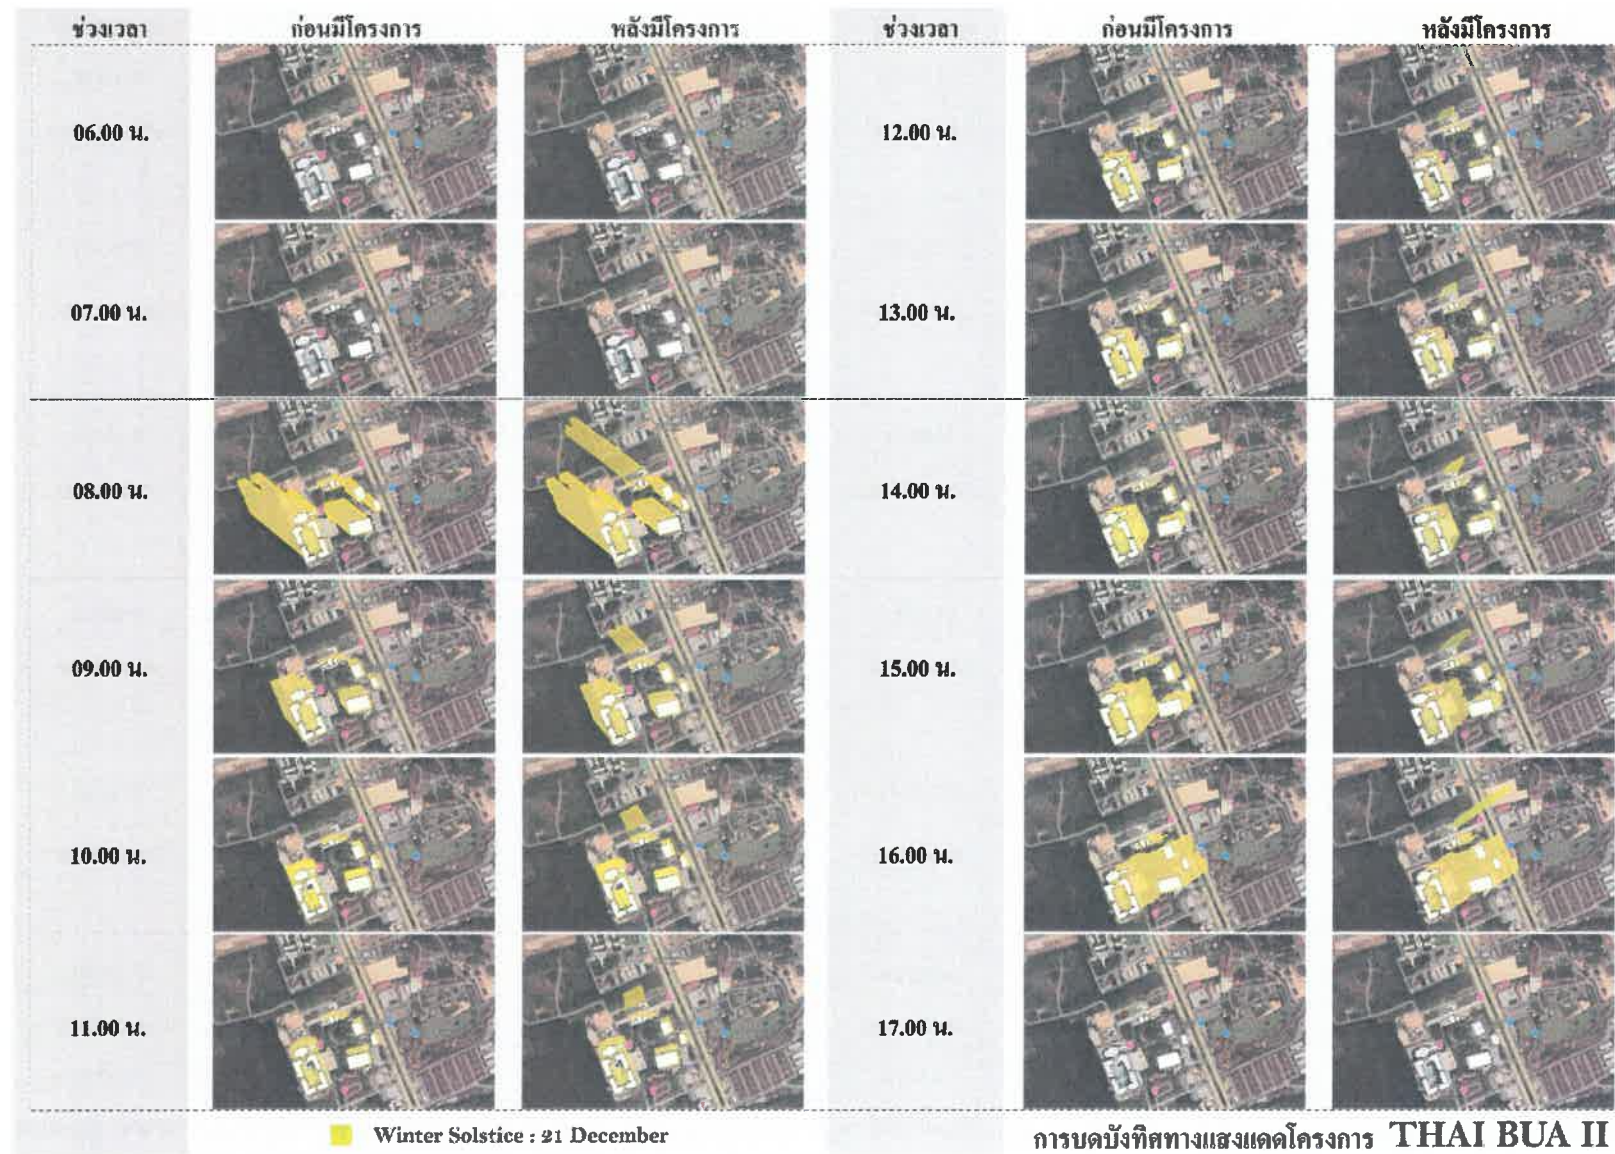 ช่วงเวลา ก่อนมีโครงการ หลังมีโครงการ ช่วงเวลา ก่อนมีโครงการ หลังมีโครงการ
06.00 น. 12.00 น.
07.00 น. 13.00 น.
08.00 น. 14.00 น.
09.00 น. 15.00 น.
10.00 น. 16.00 น.
11.00 น. 17.00 น.
Winter Solstice : 21 December การบดบังทิศทางแสงแดดโครงการ THAI BUA II